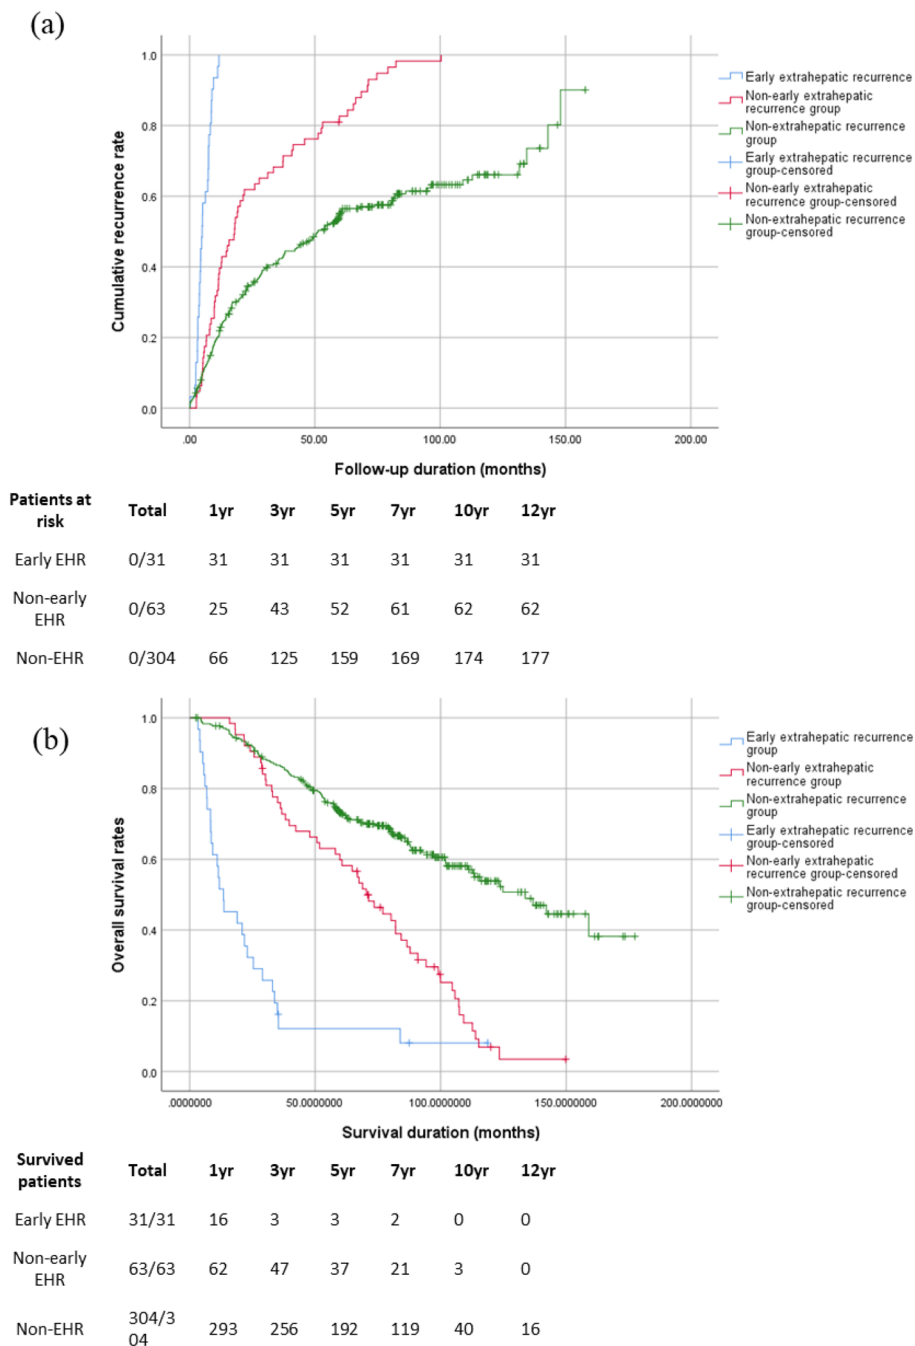 (a)
1.0
0.8
0.6
0.4
0.2
0.0
Cumulative recurrence rate
.00
50.00
100.00
150.00
200.00
Follow-up duration (months)
Early extrahepatic recurrence
Non-early extrahepatic
recurrence group
Non-extrahepatic recurrence
group
Early extrahepatic recurrence
group-censored
Non-early extrahepatic
recurrence group-censored
Non-extrahepatic recurrence
group-censored
Patients at
risk
Total
1yr
3yr
5yr
7yr
10yr
12yr
Early EHR 0/31 31 31 31 31 31 31
Non-early
EHR
0/63 25 43 52 61 62 62
Non-EHR 0/304 66 125 159 169 174 177
(b)
1.0
0.8
0.6
0.4
0.2
0.0
Overall survival rates
.0000000
50.0000000
100.0000000
150.0000000
200.0000000
Survival duration (months)
Early extrahepatic recurrence
group
Non-early extrahepatic
recurrence group
Non-extrahepatic recurrence
group
Early extrahepatic recurrence
group-censored
Non-early extrahepatic
recurrence group-censored
Non-extrahepatic recurrence
group-censored
Survived
patients
Total
1yr
3yr
5yr
7yr
10yr
12yr
Early EHR 31/31 16 3 3 2 0 0
Non-early
EHR
63/63 62 47 37 21 3 0
Non-EHR
304/3
04
293 256 192 119 40 16